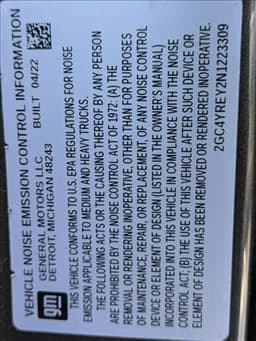 VEHICLE NOISE EMISSION CONTROL INFORMATION
gm
GENERAL MOTORS LLC
DETROIT, MICHIGAN 48243
BUILT 04/22
THIS VEHICLE CONFORMS TO U.S. EPA REGULATIONS FOR NOISE
EMISSION APPLICABLE TO MEDIUM AND HEAVY TRUCKS.
THE FOLLOWING ACTS OR THE CAUSING THEREOF BY ANY PERSON
ARE PROHIBITED BY THE NOISE CONTROL ACT OF 1972: (A) THE
REMOVAL OR RENDERING INOPERATIVE, OTHER THAN FOR PURPOSES
OF MAINTENANCE, REPAIR, OR REPLACEMENT, OF ANY NOISE CONTROL
DEVICE OR ELEMENT OF DESIGN (LISTED IN THE OWNER'S MANUAL)
INCORPORATED INTO THIS VEHICLE IN COMPLIANCE WITH THE NOISE
CONTROL ACT; (B) THE USE OF THIS VEHICLE AFTER SUCH DEVICE OR
ELEMENT OF DESIGN HAS BEEN REMOVED OR RENDERED INOPERATIVE.
2GC4YREY2N1223309